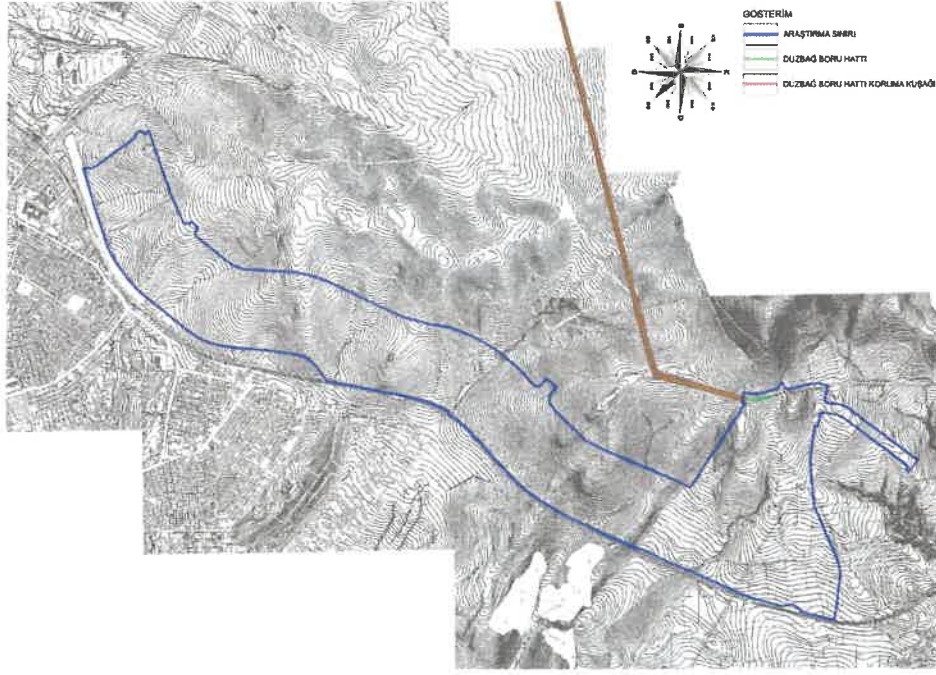 GÖSTERİM
ARAŞTIRMA SINIRI
DÜZBAĞ BORU HATTI
DÜZBAĞ BORU HATTI KORUMA KUŞAĞI